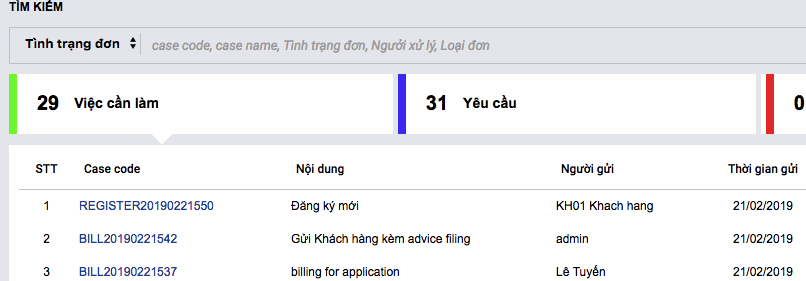 TÌM KIẾM
Tình trạng đơn case code, case name, Tình trạng đơn, Người xử lý, Loại đơn
29 Việc cần làm 31 Yêu cầu 0
STT Case code Nội dung Người gửi Thời gian gửi
1 REGISTER20190221550 Đăng ký mới KH01 Khach hang 21/02/2019
2 BILL20190221542 Gửi Khách hàng kèm advice filing admin 21/02/2019
3 BILL20190221537 billing for application Lê Tuyến 21/02/2019